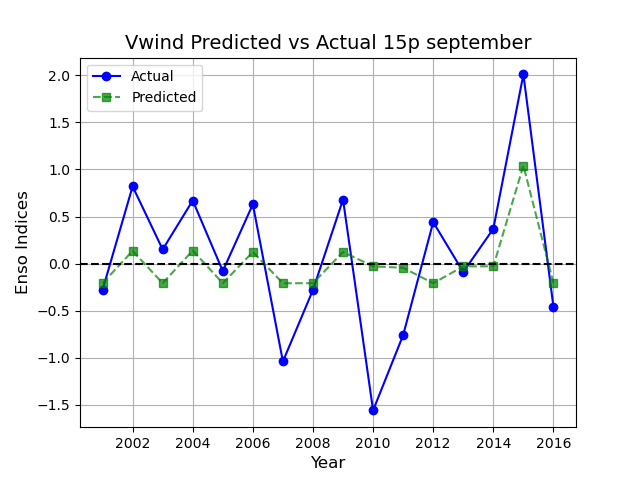 Vwind Predicted vs Actual 15p september
Actual
Predicted
2.0
1.5
1.0
0.5
0.0
−0.5
−1.0
−1.5
Enso Indices
2002 2004 2006 2008 2010 2012 2014 2016
Year